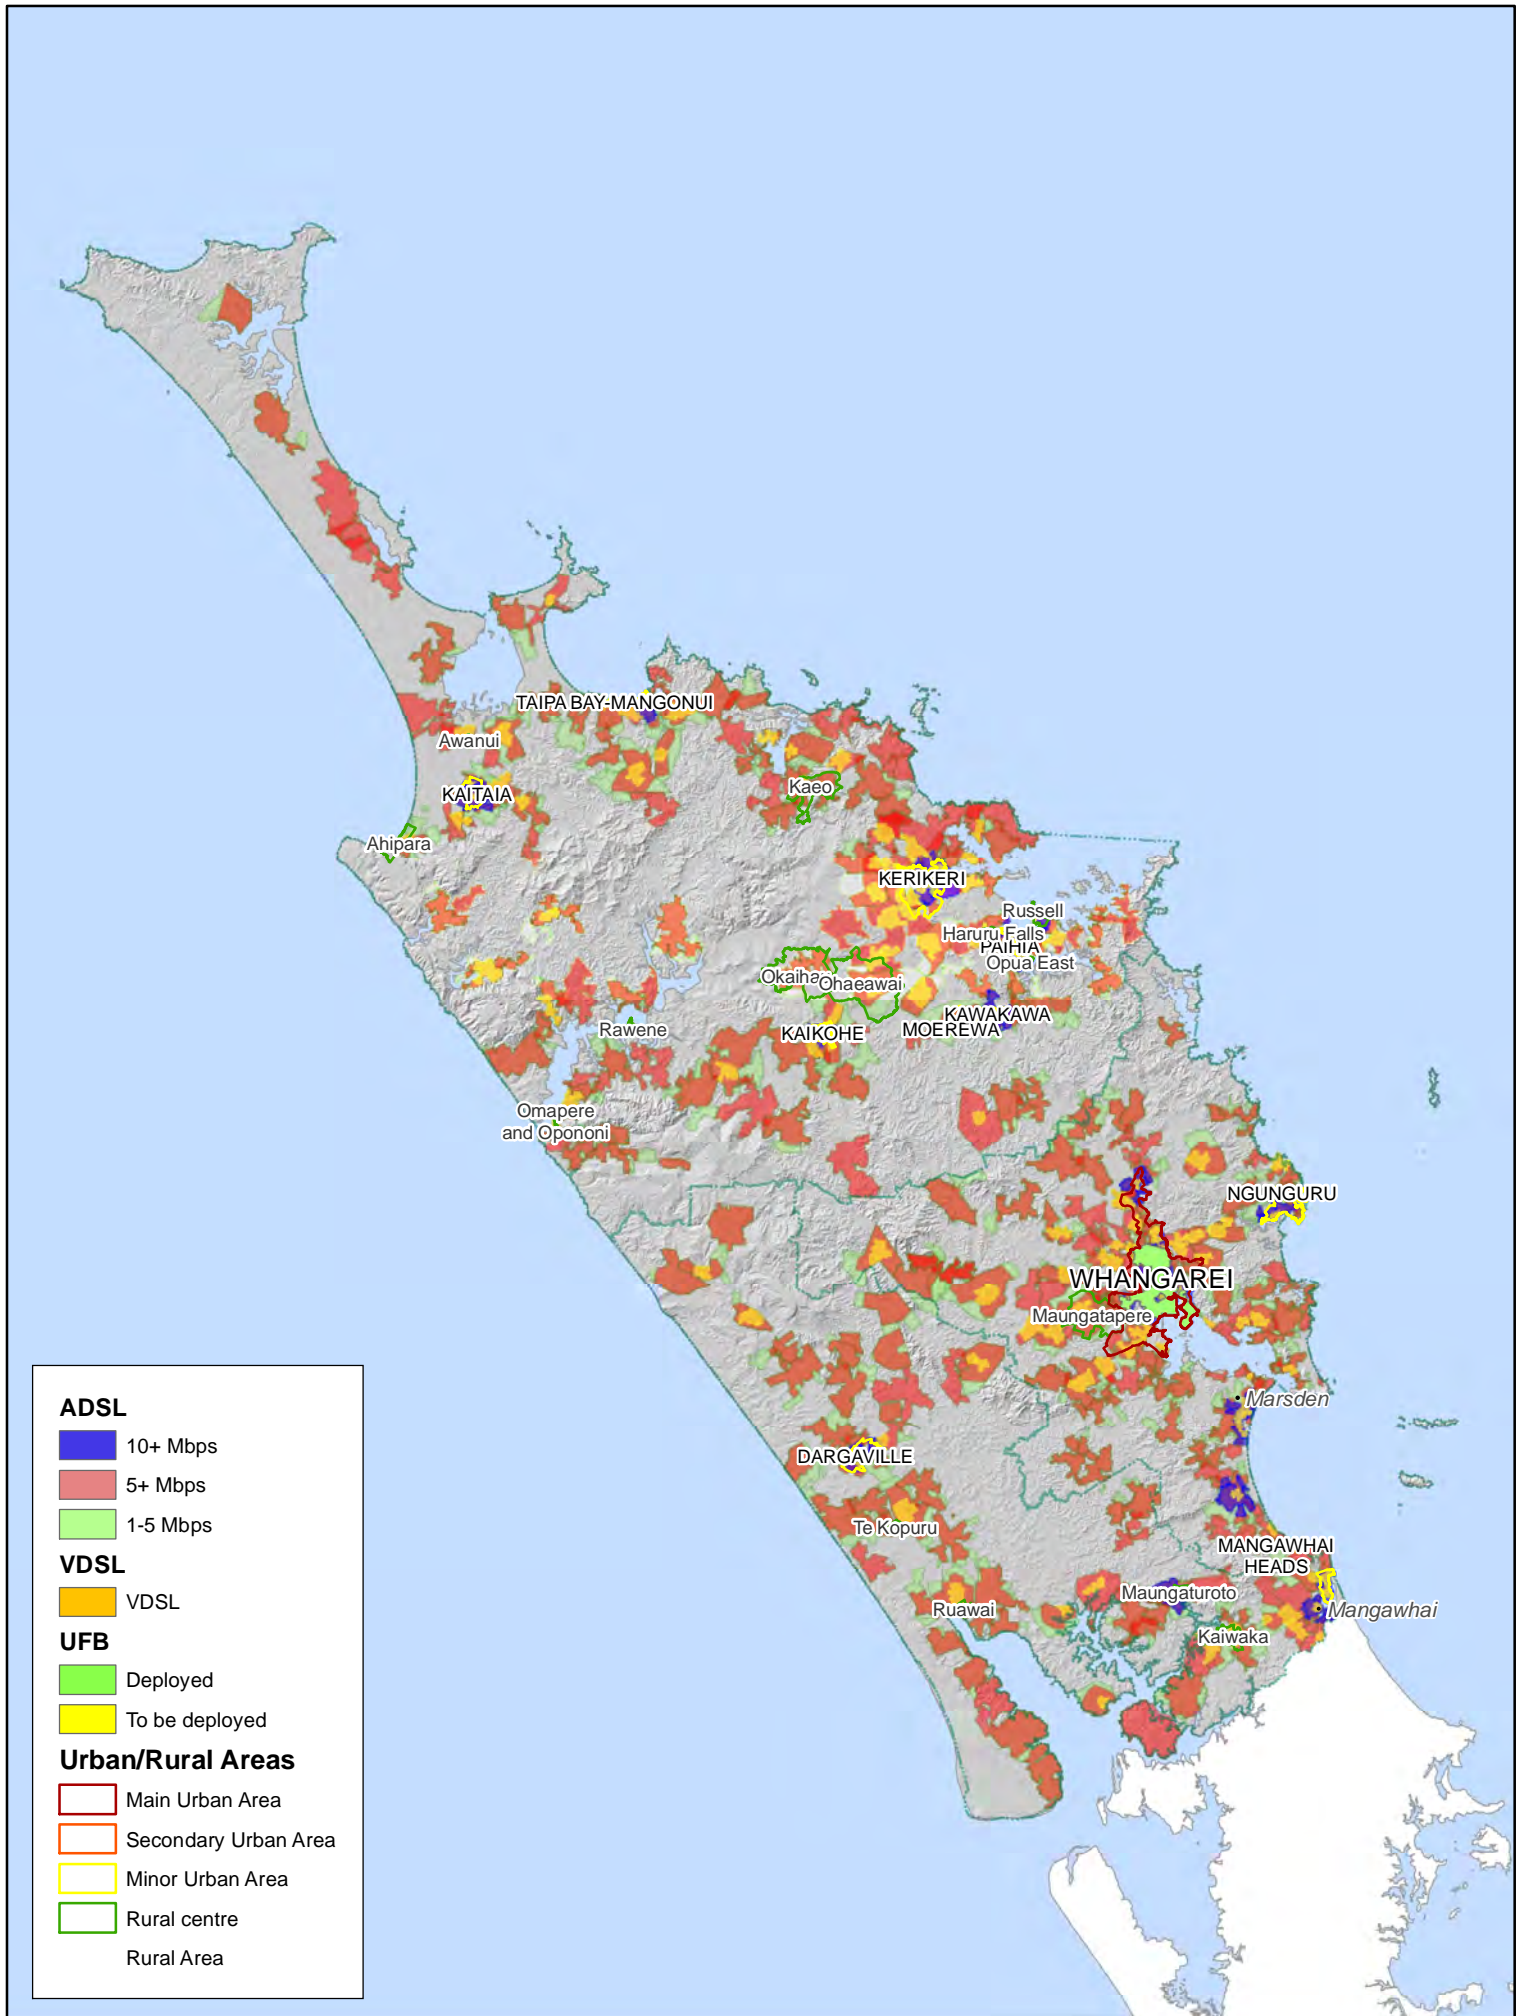 TAIPA BAY-MANGONUI
Awanui
KAITAIA
Kaeo
Ahipara
KERIKERI
Russell
Haruru Falls
PAIHIA
Opua East
Okaiha
Ohaeawai
KAWAKAWA
MOEREWA
KAIKOHE
Rawene
Omapere
and Opononi
NGUNGURU
WHANGAREI
Maungatapere
Marsden
DARGAVILLE
Te Kopuru
MANGAWHAI
HEADS
Maungaturoto
Mangawhai
Ruawai
Kaiwaka
ADSL
10+ Mbps
5+ Mbps
1-5 Mbps
VDSL
VDSL
UFB
Deployed
To be deployed
Urban/Rural Areas
Main Urban Area
Secondary Urban Area
Minor Urban Area
Rural centre
Rural Area